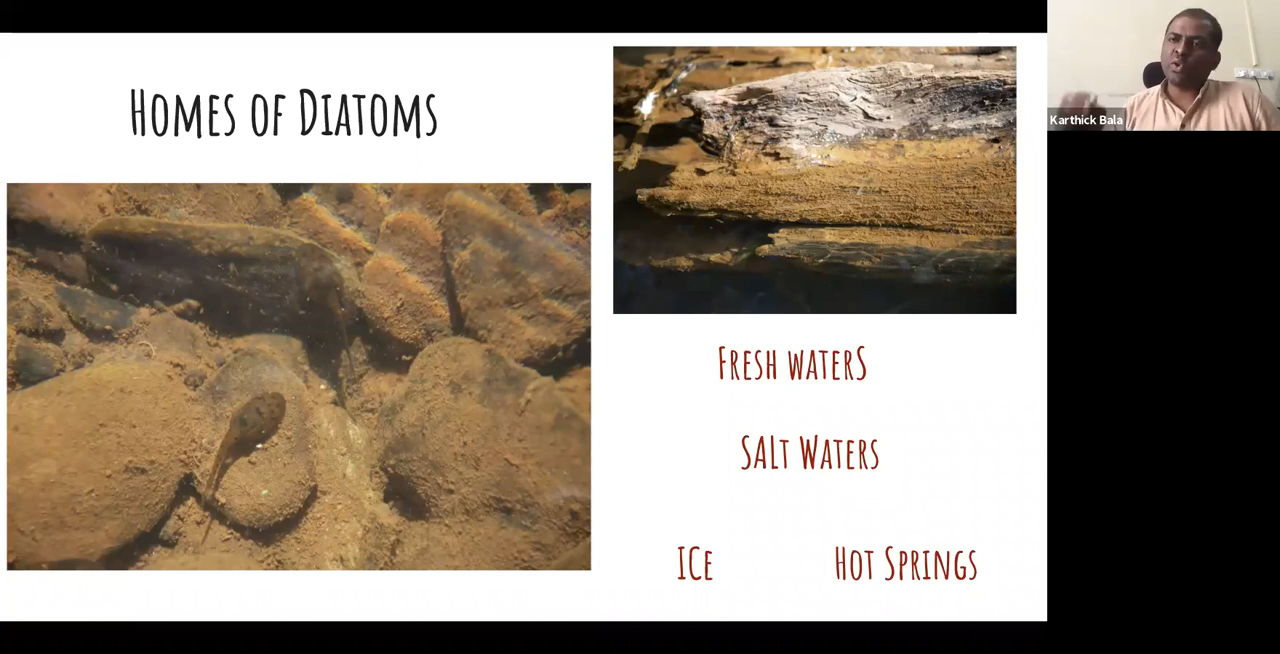 Homes of Diatoms
Karthick Bala
Fresh waters
Salt Waters
Ice
Hot Springs